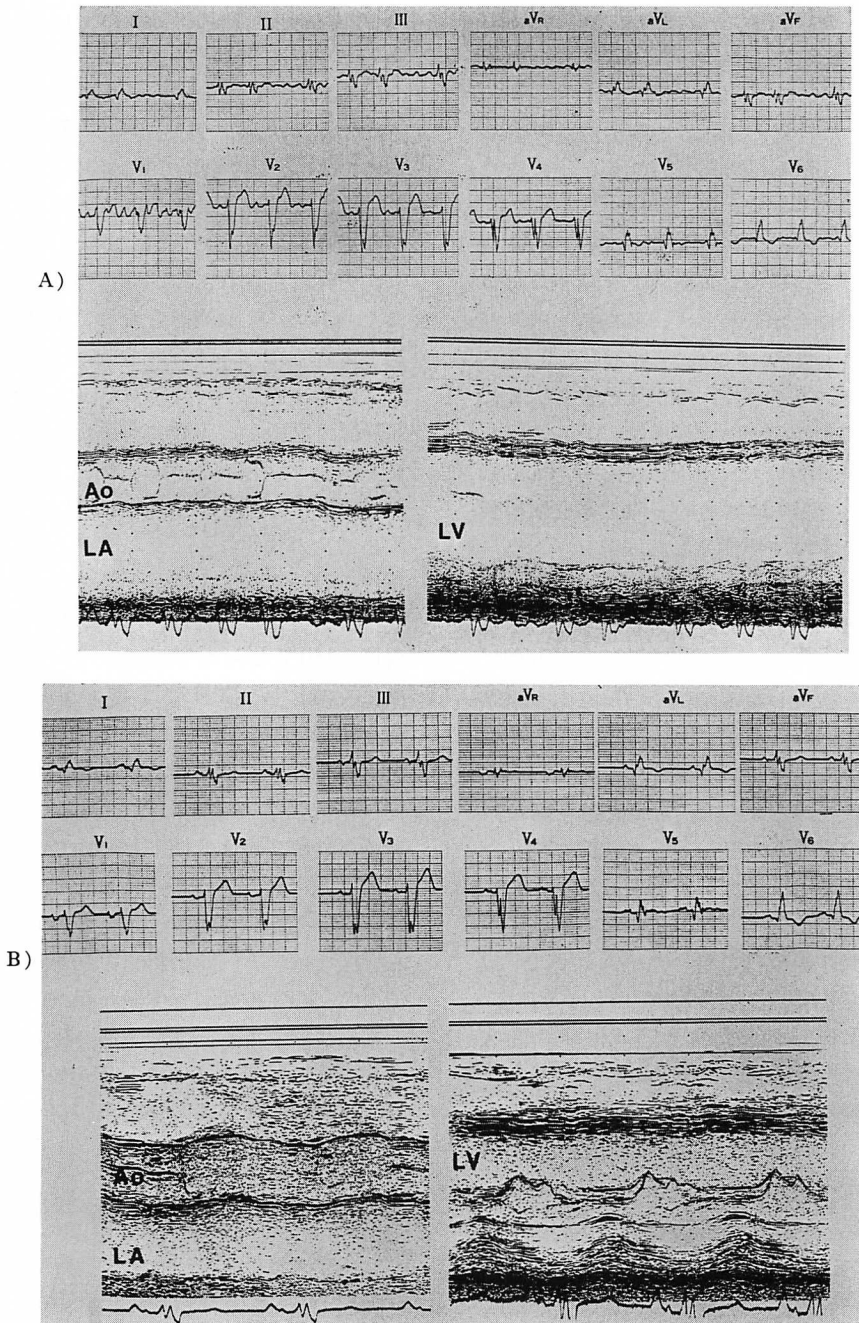 I II III aVR aVL aVF
V1 V2 V3 V4 V5 V6
A)
Ao
LA
LV
I II III aVR aVL aVF
V1 V2 V3 V4 V5 V6
B)
Ao
LV
LA